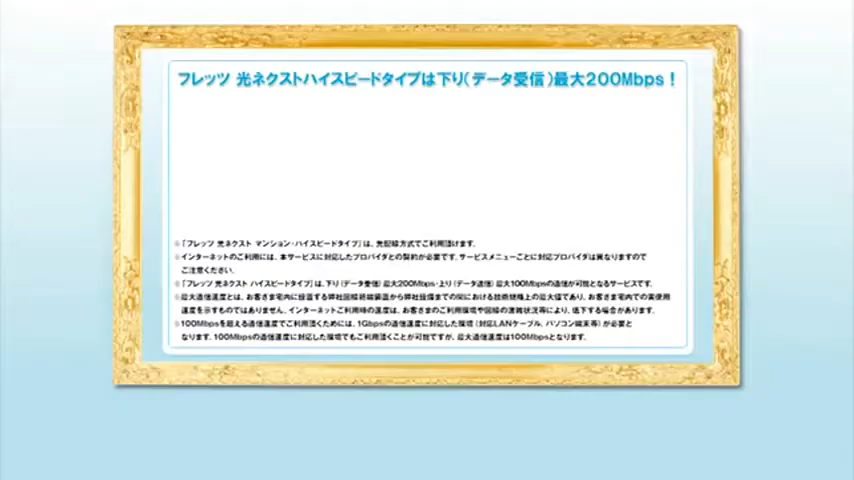 フレッツ 光ネクストハイスピードタイプは下り(データ受信)最大200Mbps！
※「フレッツ 光ネクスト マンション・ハイスピードタイプ」は、光配線方式でご利用頂けます。
※インターネットのご利用には、本サービスに対応したプロバイダとの契約が必要です。サービスメニューごとに対応プロバイダは異なりますので
ご注意ください。
※「フレッツ 光ネクスト ハイスピードタイプ」は、下り(データ受信)最大200Mbps・上り(データ送信)最大100Mbpsの通信が可能となるサービスです。
※最大通信速度とは、お客さま宅内に設置する弊社回線終端装置から弊社設備までの間における技術規格上の最大値であり、お客さま宅内での実使用
速度を示すものではありません。インターネットご利用時の速度は、お客さまのご利用環境や回線の混雑状況等により、低下する場合があります。
※100Mbpsを超える通信速度でご利用頂くためには、1Gbpsの通信速度に対応した環境(対応LANケーブル、パソコン端末等)が必要と
なります。100Mbpsの通信速度に対応した環境でもご利用頂くことが可能ですが、最大通信速度は100Mbpsとなります。